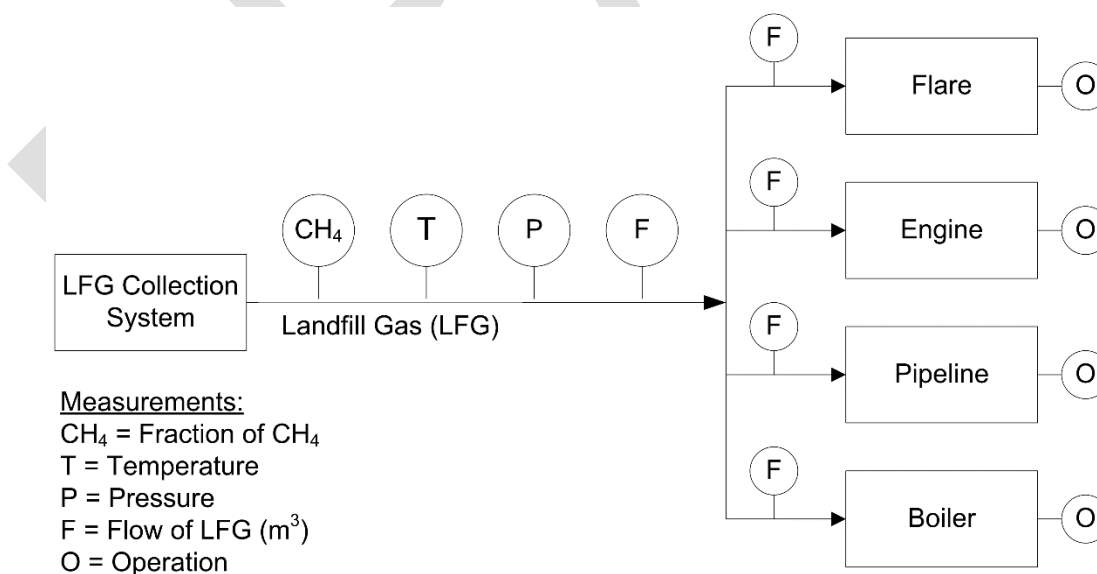 F
Flare
O
F
Engine
O
CH₄
T
P
F
LFG Collection
System
Landfill Gas (LFG)
F
Pipeline
O
F
Boiler
O
Measurements:
CH₄ = Fraction of CH₄
T = Temperature
P = Pressure
F = Flow of LFG (m³)
O = Operation